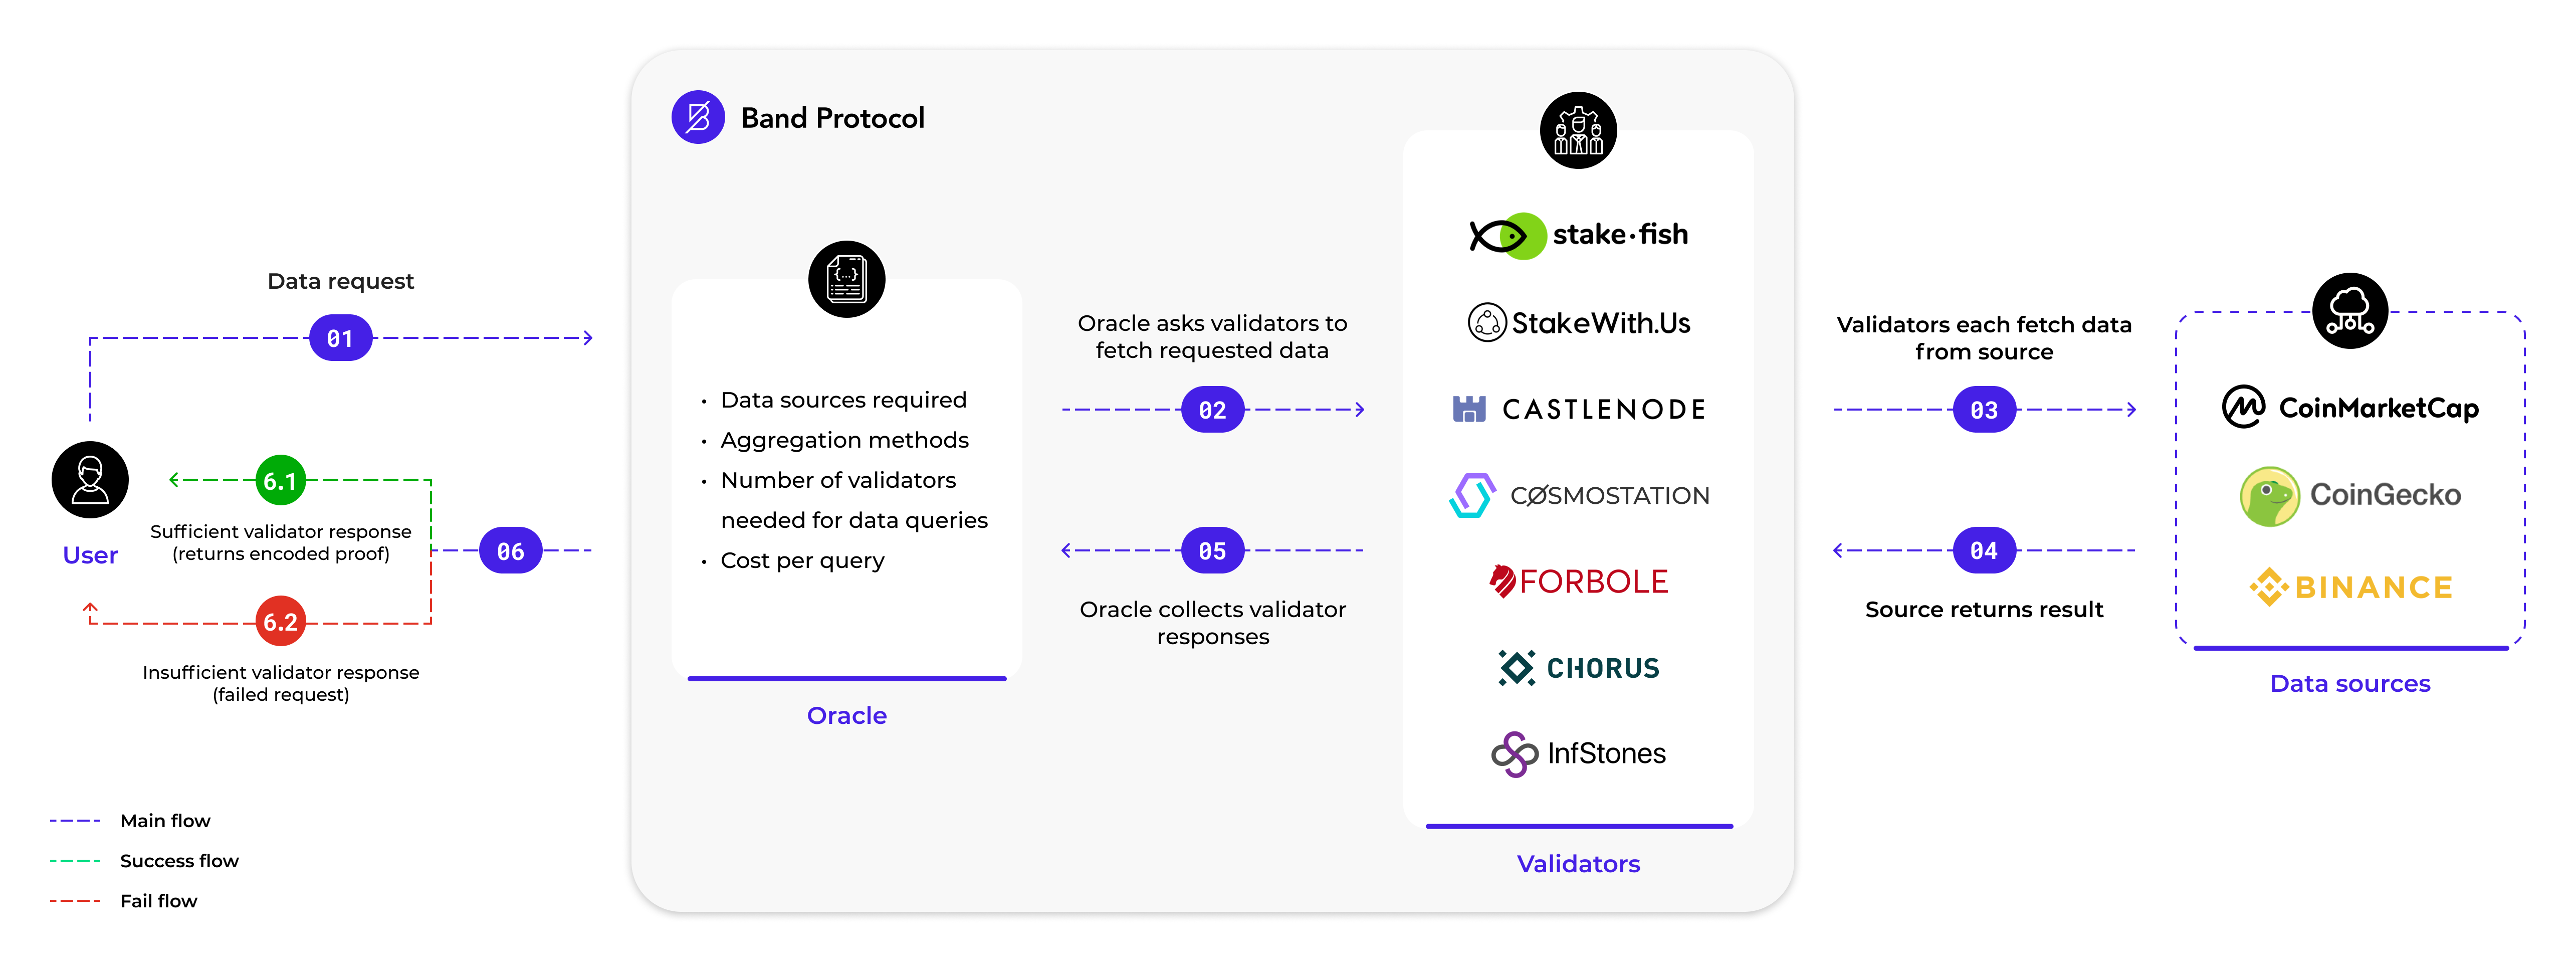 Data request
01
6.1
Sufficient validator response
(returns encoded proof)
User
06
6.2
Insufficient validator response
(failed request)
Main flow
Success flow
Fail flow
Band Protocol
{...}
• Data sources required
• Aggregation methods
• Number of validators
needed for data queries
• Cost per query
Oracle
Oracle asks validators to
fetch requested data
02
05
Oracle collects validator
responses
stake·fish
StakeWith.Us
CASTLENODE
CØSMOSTATION
FORBOLE
CHORUS
InfStones
Validators
Validators each fetch data
from source
03
04
Source returns result
CoinMarketCap
CoinGecko
BINANCE
Data sources